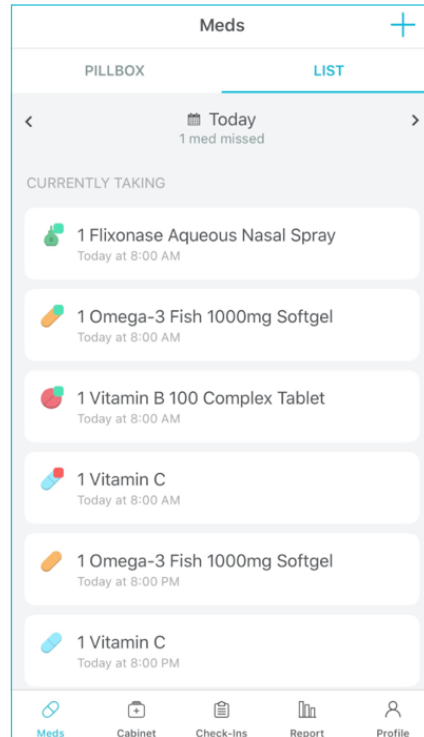 Meds
PILLBOX LIST
Today
1 med missed
CURRENTLY TAKING
1 Flixonase Aqueous Nasal Spray
Today at 8:00 AM
1 Omega-3 Fish 1000mg Softgel
Today at 8:00 AM
1 Vitamin B 100 Complex Tablet
Today at 8:00 AM
1 Vitamin C
Today at 8:00 AM
1 Omega-3 Fish 1000mg Softgel
Today at 8:00 PM
1 Vitamin C
Today at 8:00 PM
Meds Cabinet Check-Ins Report Profile